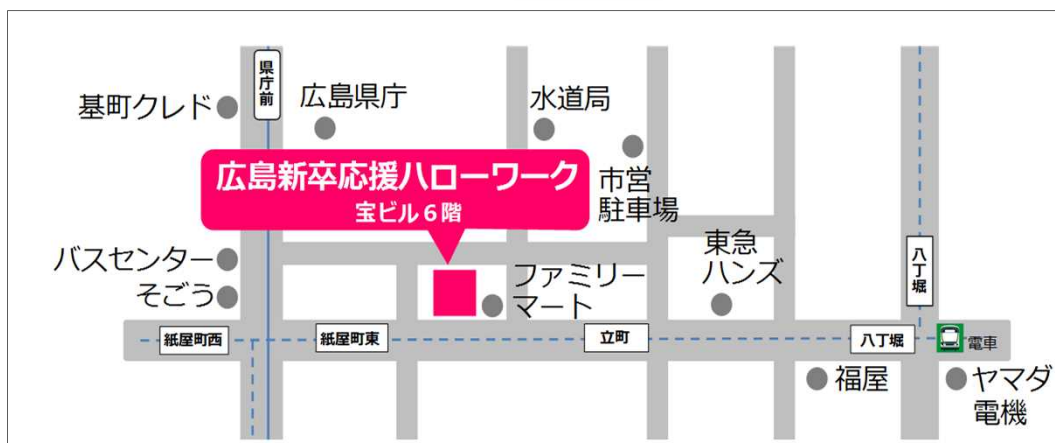 県庁前
基町クレド
広島県庁
水道局
広島新卒応援ハローワーク
宝ビル6階
市営
駐車場
バスセンター
そごう
ファミリー
マート
東急
ハンズ
八丁堀
紙屋町西
紙屋町東
立町
八丁堀
電車
福屋
ヤマダ
電機